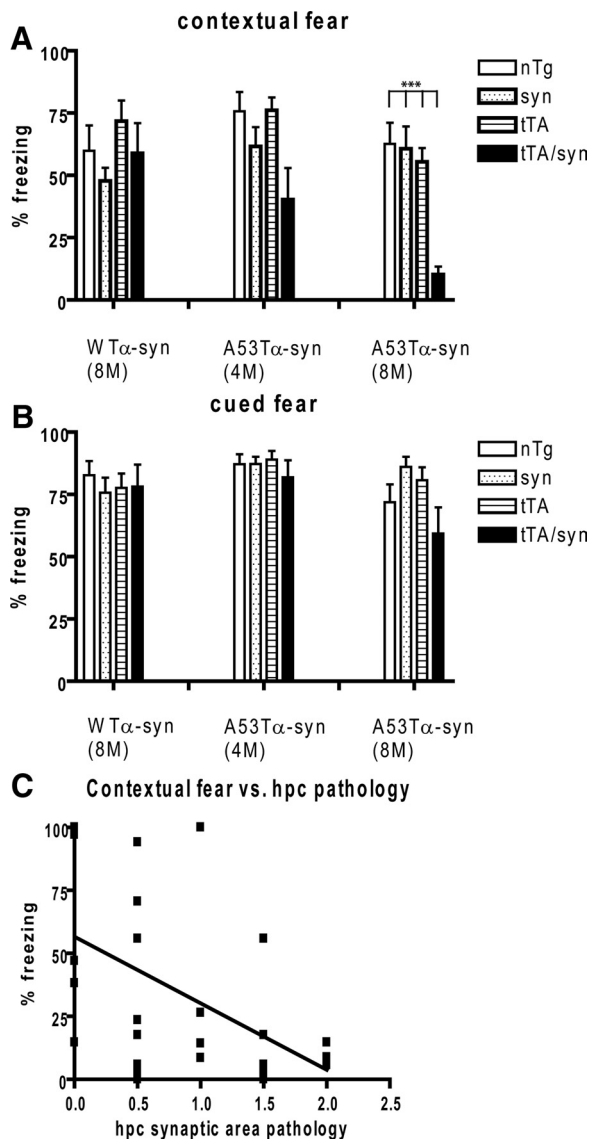 A
contextual fear
100
75
50
25
0
% freezing
***
nTg
syn
tTA
tTA/syn
WTα-syn
(8M)
A53Tα-syn
(4M)
A53Tα-syn
(8M)
B
cued fear
100
75
50
25
0
% freezing
nTg
syn
tTA
tTA/syn
WTα-syn
(8M)
A53Tα-syn
(4M)
A53Tα-syn
(8M)
C
Contextual fear vs. hpc pathology
100
75
50
25
0
% freezing
0.0 0.5 1.0 1.5 2.0 2.5
hpc synaptic area pathology